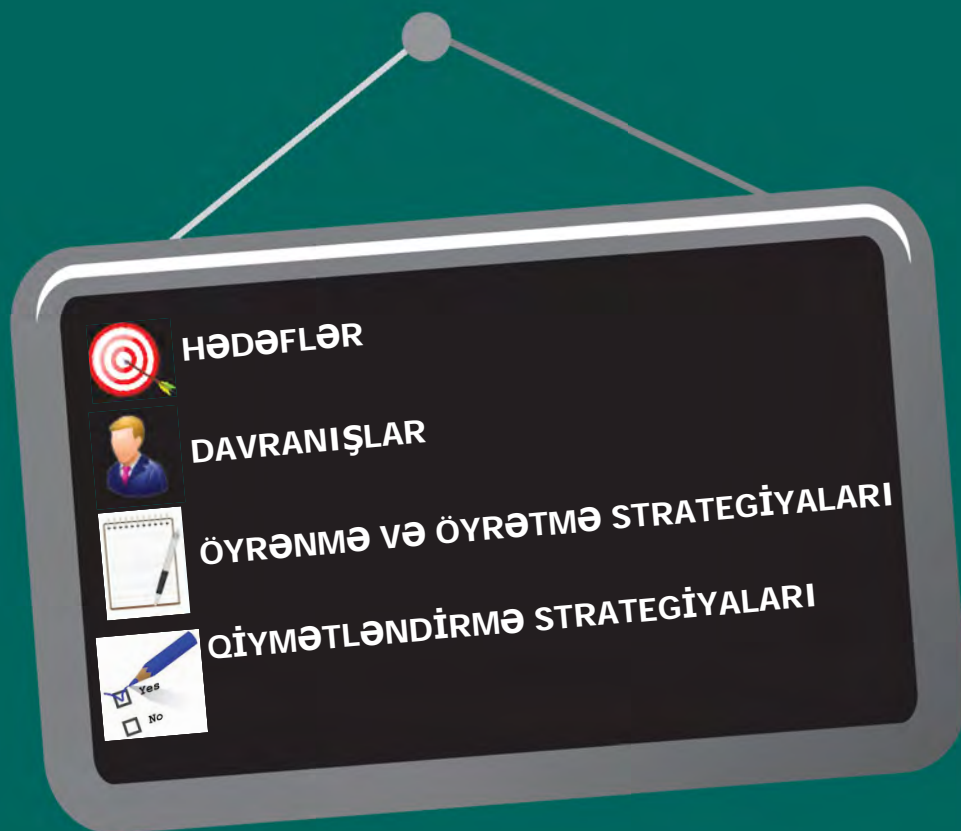 HƏDƏFLƏR
DAVRANIŞLAR
ÖYRƏNMƏ VƏ ÖYRƏTMƏ STRATEGİYALARI
QİYMƏTLƏNDİRMƏ STRATEGİYALARI
Yes
No